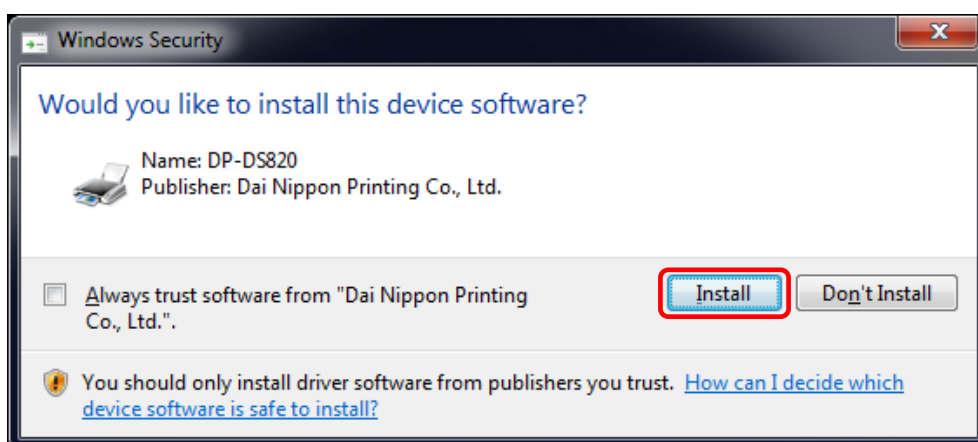 Windows Security
Would you like to install this device software?
Name: DP-DS820
Publisher: Dai Nippon Printing Co., Ltd.
Always trust software from "Dai Nippon Printing
Co., Ltd.".
Install
Don't Install
You should only install driver software from publishers you trust. How can I decide which
device software is safe to install?